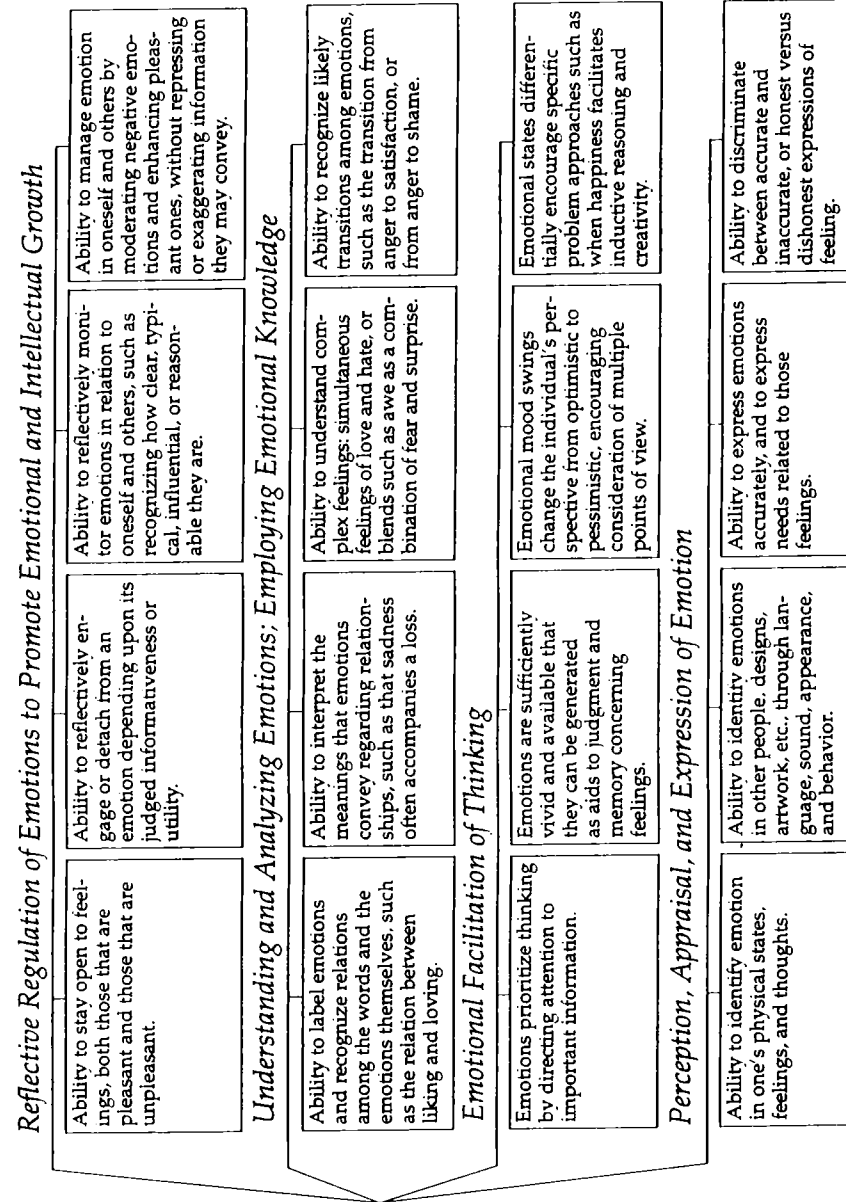 Reflective Regulation of Emotions to Promote Emotional and Intellectual Growth
Ability to stay open to feel-
ings, both those that are
pleasant and those that are
unpleasant.
Ability to reflectively en-
gage or detach from an
emotion depending upon its
judged informativeness or
utility.
Ability to reflectively moni-
tor emotions in relation to
oneself and others, such as
recognizing how clear, typi-
cal, influential, or reason-
able they are.
Ability to manage emotion
in oneself and others by
moderating negative emo-
tions and enhancing pleas-
ant ones, without repressing
or exaggerating information
they may convey.
Understanding and Analyzing Emotions; Employing Emotional Knowledge
Ability to label emotions
and recognize relations
among the words and the
emotions themselves, such
as the relation between
liking and loving.
Ability to interpret the
meanings that emotions
convey regarding relation-
ships, such as that sadness
often accompanies a loss.
Ability to understand com-
plex feelings: simultaneous
feelings of love and hate, or
blends such as awe as a com-
bination of fear and surprise.
Ability to recognize likely
transitions among emotions,
such as the transition from
anger to satisfaction, or
from anger to shame.
Emotional Facilitation of Thinking
Emotions prioritize thinking
by directing attention to
important information.
Emotions are sufficiently
vivid and available that
they can be generated
as aids to judgment and
memory concerning
feelings.
Emotional mood swings
change the individual's per-
spective from optimistic to
pessimistic, encouraging
consideration of multiple
points of view.
Emotional states differen-
tially encourage specific
problem approaches such as
when happiness facilitates
inductive reasoning and
creativity.
Perception, Appraisal, and Expression of Emotion
Ability to identify emotion
in one's physical states,
feelings, and thoughts.
Ability to identify emotions
in other people, designs,
artwork, etc., through lan-
guage, sound, appearance,
and behavior.
Ability to express emotions
accurately, and to express
needs related to those
feelings.
Ability to discriminate
between accurate and
inaccurate, or honest versus
dishonest expressions of
feeling.